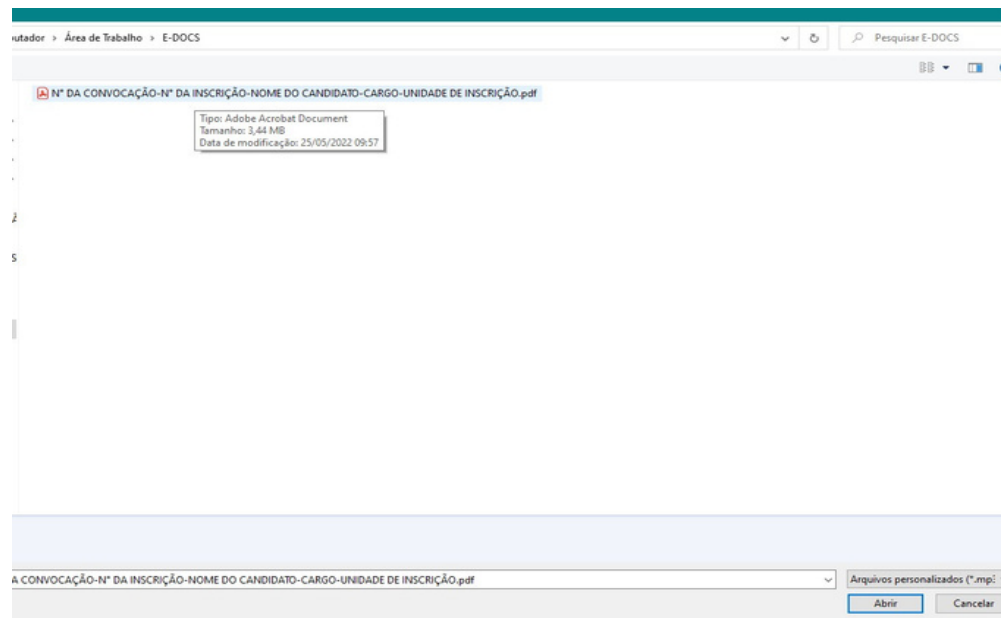 utador > Área de Trabalho > E-DOCS
Pesquisar E-DOCS
N° DA CONVOCAÇÃO-N° DA INSCRIÇÃO-NOME DO CANDIDATO-CARGO-UNIDADE DE INSCRIÇÃO.pdf
Tipo: Adobe Acrobat Document
Tamanho: 3,44 MB
Data de modificação: 25/05/2022 09:57
A CONVOCAÇÃO-N° DA INSCRIÇÃO-NOME DO CANDIDATO-CARGO-UNIDADE DE INSCRIÇÃO.pdf
Arquivos personalizados (*.mp3
Abrir
Cancelar